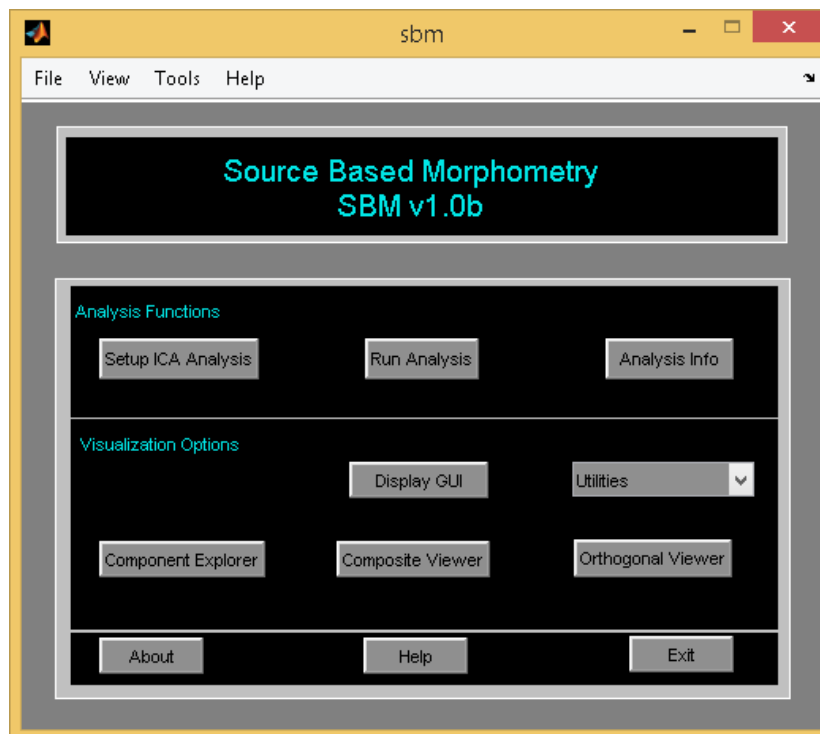 sbm
File View Tools Help
Source Based Morphometry
SBM v1.0b
Analysis Functions
Setup ICA Analysis Run Analysis Analysis Info
Visualization Options
Display GUI Utilities
Component Explorer Composite Viewer Orthogonal Viewer
About Help Exit